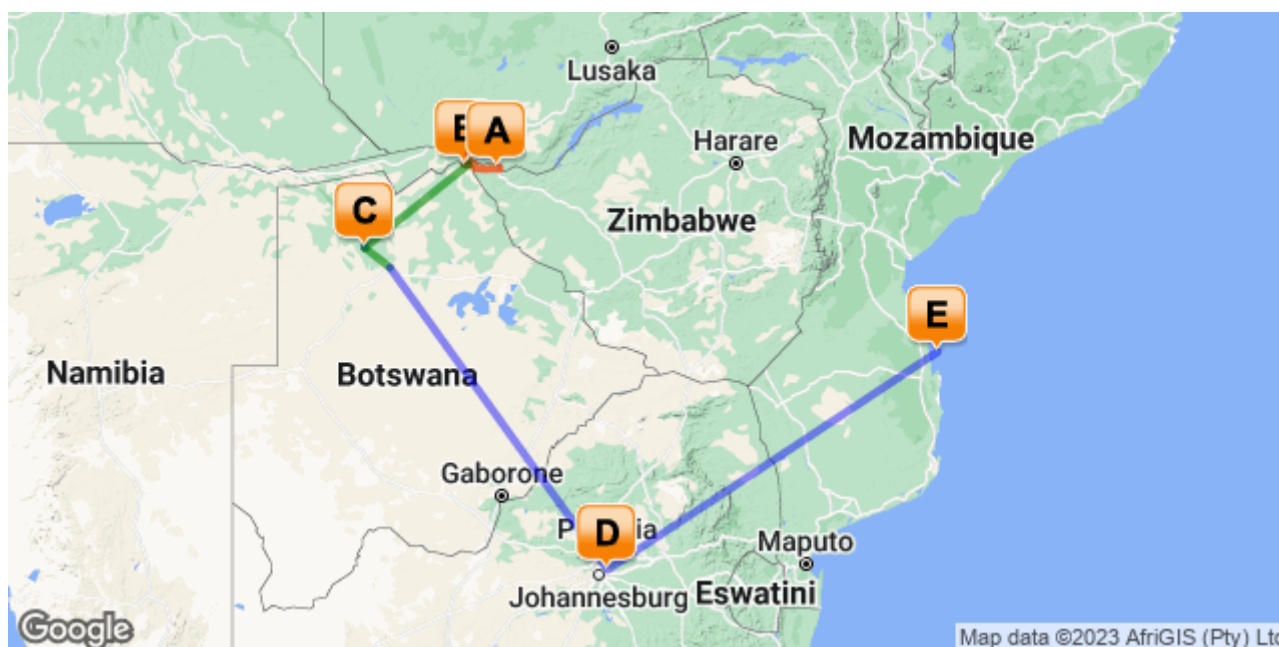 Lusaka
B
A
Harare
Mozambique
C
Zimbabwe
E
Namibia
Botswana
Gaborone
D
Maputo
Johannesburg
Eswatini
Google
Map data ©2023 AfriGIS (Pty) Ltd